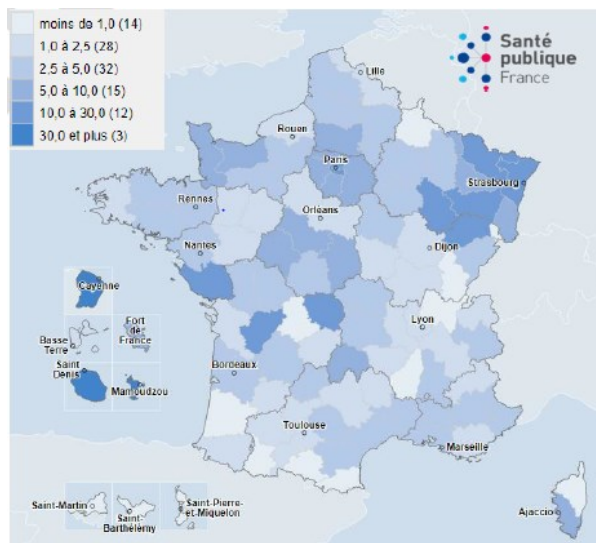 moins de 1,0 (14)
1,0 à 2,5 (28)
2,5 à 5,0 (32)
5,0 à 10,0 (15)
10,0 à 30,0 (12)
30,0 et plus (3)
Santé
publique
France
Lille
Rouen
Paris
Strasbourg
Rennes
Orléans
Nantes
Dijon
Cayenne
Lyon
Basse
Terre
Fort
de
France
Saint
Denis
Mamoudzou
Bordeaux
Toulouse
Marseille
Saint-Martin
Saint-
Barthélémy
Saint-Pierre
et-Miquelon
Ajaccio